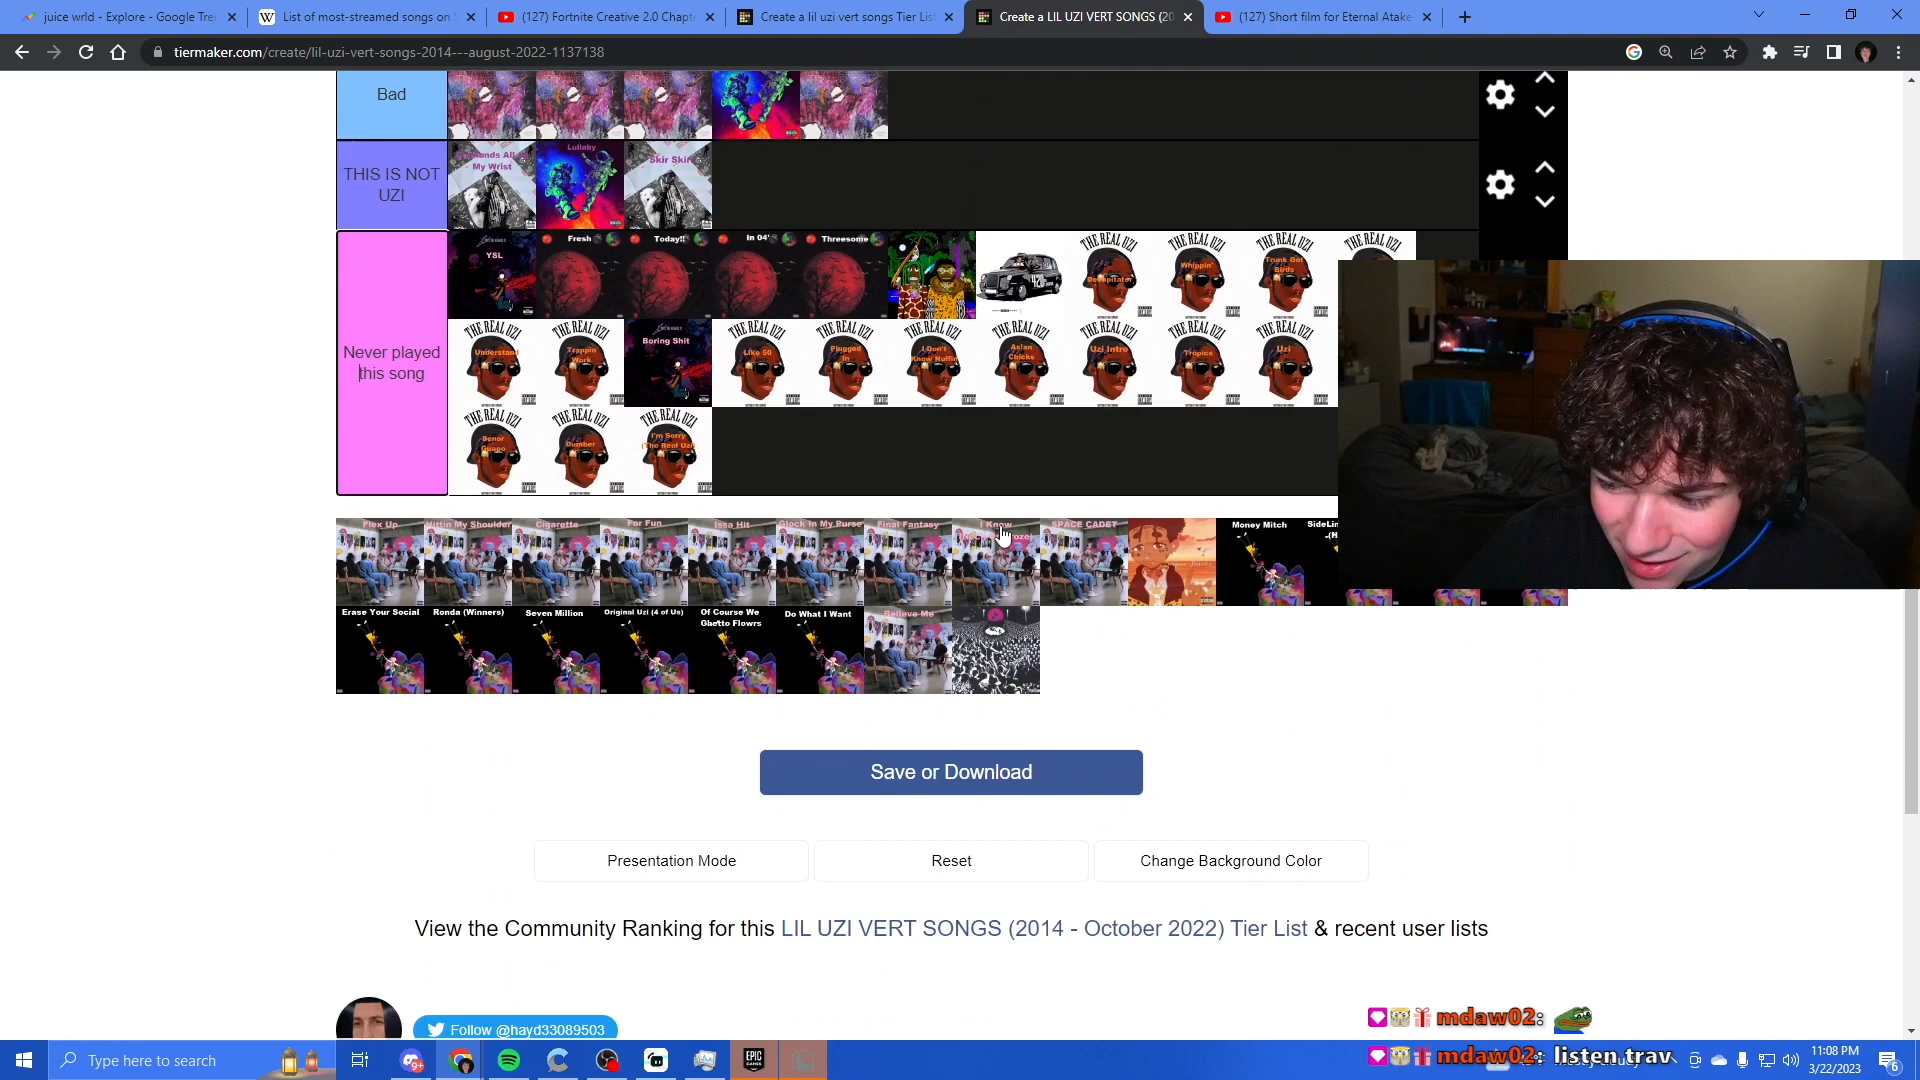 juice wrld - Explore - Google Tre
List of most-streamed songs on S
(127) Fortnite Creative 2.0 Chapt
Create a lil uzi vert songs Tier Lis
Create a LIL UZI VERT SONGS (20
(127) Short film for Eternal Atake
tiermaker.com/create/lil-uzi-vert-songs-2014---august-2022-1137138
Bad
THIS IS NOT
UZI
My Wrist
Lullaby
Skir Skirr
Never played
this song
YSL
Fresh
Today!!
In 04'
Threesome
THE REAL UZI
Decapitator
THE REAL UZI
Whippin'
THE REAL UZI
Trunk Got
Birds
THE REAL UZI
THE REAL UZI
Understand
THE REAL UZI
Trappin
Work
Boring Shit
THE REAL UZI
Like 50
THE REAL UZI
Plugged
In
THE REAL UZI
I Don't
Know Nuffin
THE REAL UZI
Asian
Chicks
THE REAL UZI
Uzi Intro
THE REAL UZI
Tropics
THE REAL UZI
Uzi
THE REAL UZI
Senor
Guapo
THE REAL UZI
Dumber
THE REAL UZI
I'm Sorry
(The Real Uzi)
Flex Up
Hittin My Shoulder
Cigarette
For Fun
Issa Hit
Glock In My Purse
Final Fantasy
I Know
SPACE CADET
Money Mitch
SideLin
Erase Your Social
Ronda (Winners)
Seven Million
Original Uzi (4 of Us)
Of Course We
Ghetto Flowrs
Do What I Want
Believe Me
Save or Download
Presentation Mode
Reset
Change Background Color
View the Community Ranking for this LIL UZI VERT SONGS (2014 - October 2022) Tier List & recent user lists
Follow @hayd33089503
mdaw02:
mdaw02: listen trav
Type here to search
9+
EPIC
GAMES
11:08 PM
3/22/2023
6